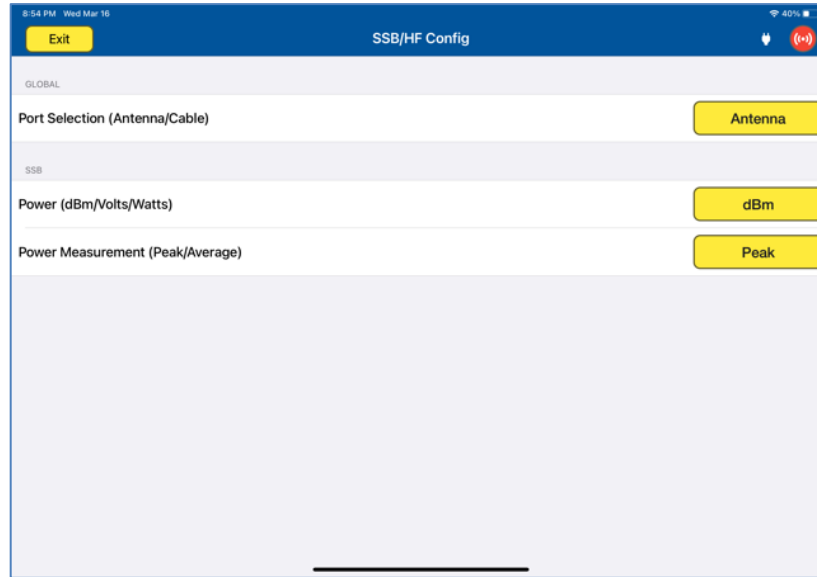 8:54 PM Wed Mar 16 40%
Exit SSB/HF Config
GLOBAL
Port Selection (Antenna/Cable) Antenna
SSB
Power (dBm/Volts/Watts) dBm
Power Measurement (Peak/Average) Peak